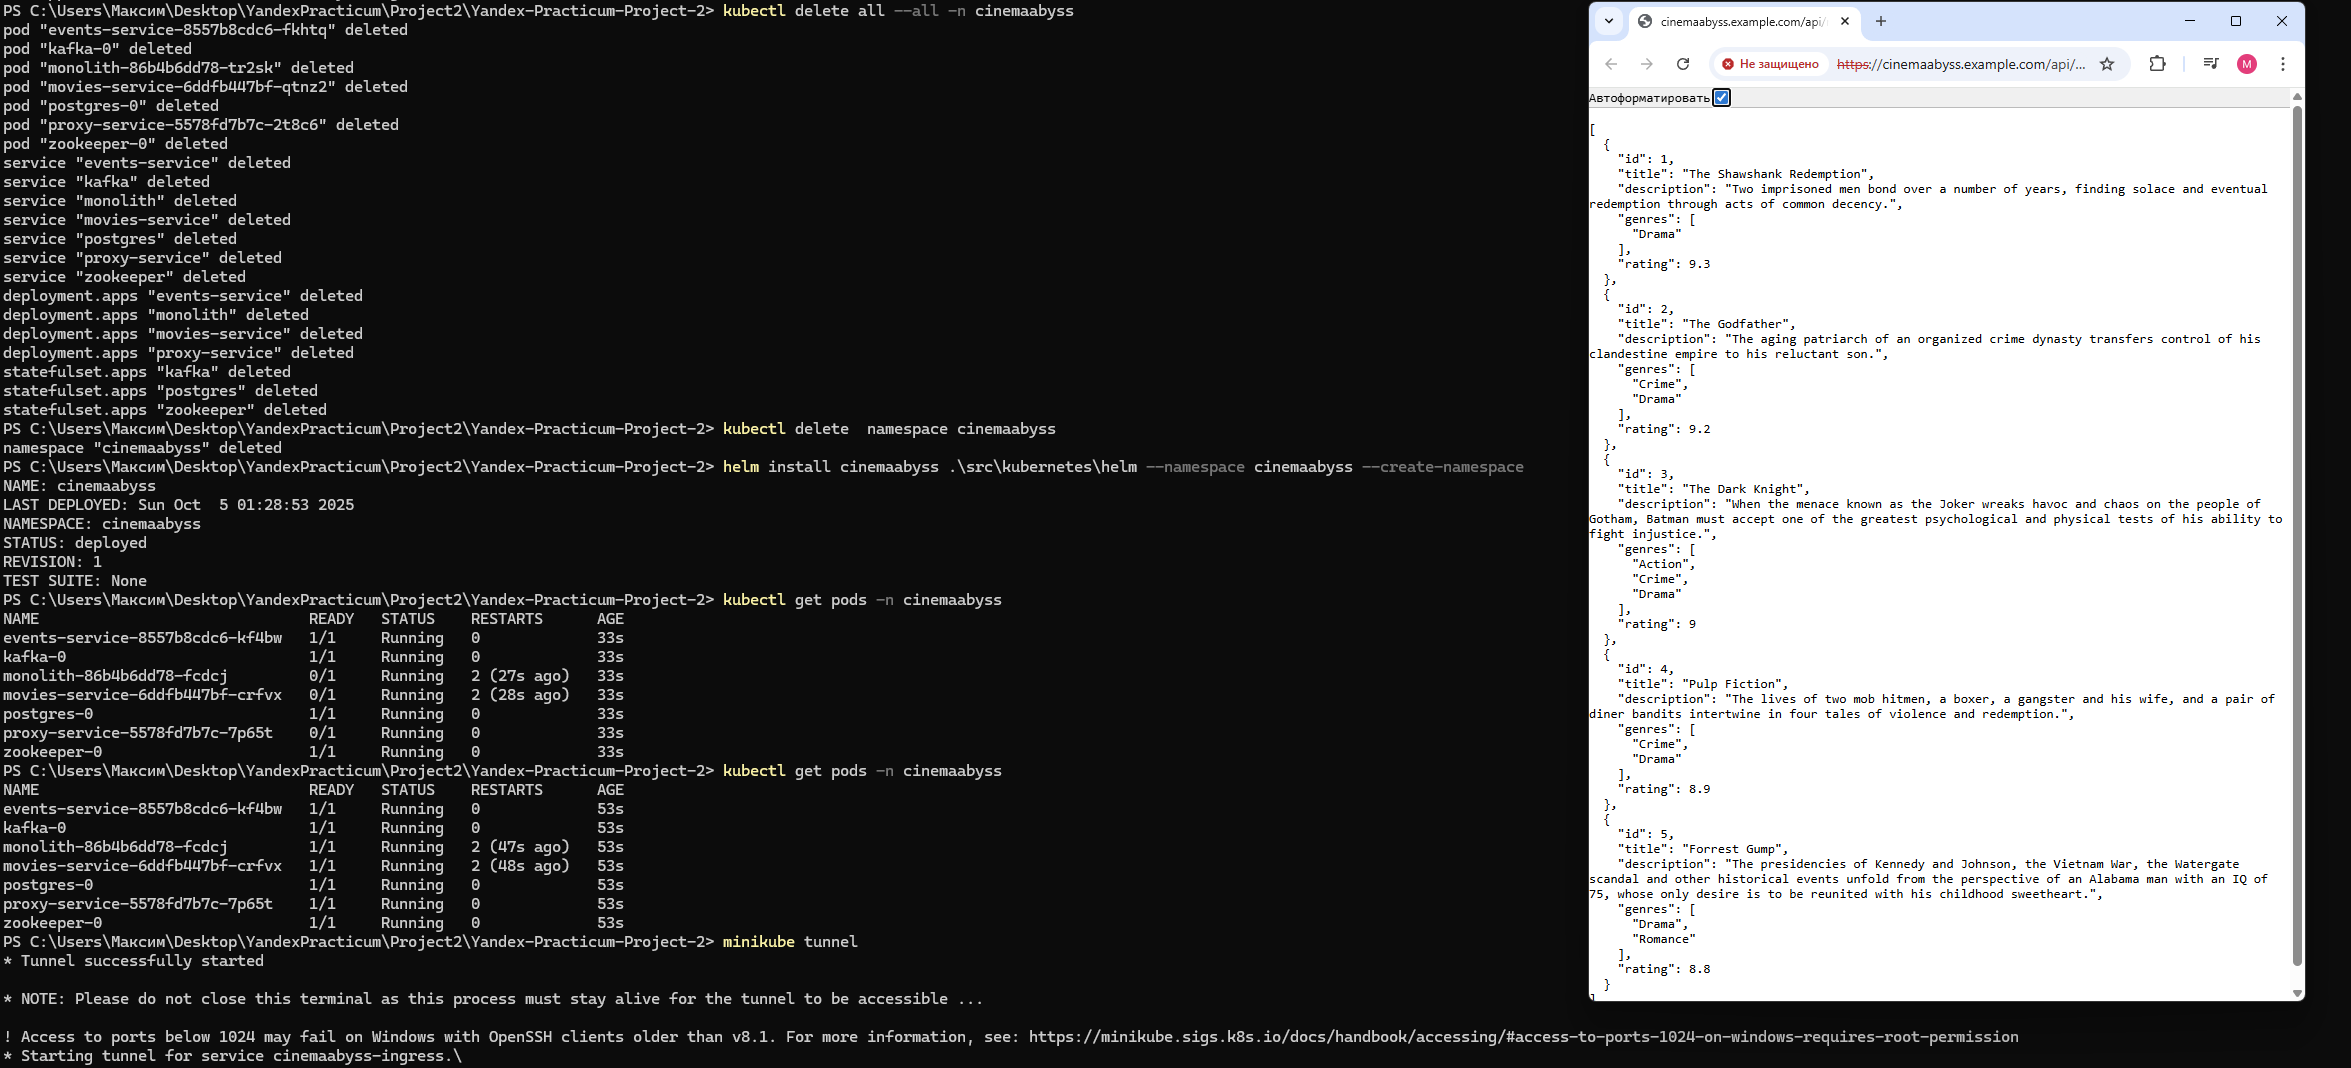 PS C:\Users\Максим\Desktop\YandexPracticum\Project2\Yandex-Practicum-Project-2> kubectl delete all --all -n cinemaabyss
pod "events-service-8557b8cdc6-fkhtq" deleted
pod "kafka-0" deleted
pod "monolith-86b4b6dd78-tr2sk" deleted
pod "movies-service-6ddfb447bf-qtnz2" deleted
pod "postgres-0" deleted
pod "proxy-service-5578fd7b7c-2t8c6" deleted
pod "zookeeper-0" deleted
service "events-service" deleted
service "kafka" deleted
service "monolith" deleted
service "movies-service" deleted
service "postgres" deleted
service "proxy-service" deleted
service "zookeeper" deleted
deployment.apps "events-service" deleted
deployment.apps "monolith" deleted
deployment.apps "movies-service" deleted
deployment.apps "proxy-service" deleted
statefulset.apps "kafka" deleted
statefulset.apps "postgres" deleted
statefulset.apps "zookeeper" deleted
PS C:\Users\Максим\Desktop\YandexPracticum\Project2\Yandex-Practicum-Project-2> kubectl delete  namespace cinemaabyss
namespace "cinemaabyss" deleted
PS C:\Users\Максим\Desktop\YandexPracticum\Project2\Yandex-Practicum-Project-2> helm install cinemaabyss .\src\kubernetes\helm --namespace cinemaabyss --create-namespace
NAME: cinemaabyss
LAST DEPLOYED: Sun Oct  5 01:28:53 2025
NAMESPACE: cinemaabyss
STATUS: deployed
REVISION: 1
TEST SUITE: None
PS C:\Users\Максим\Desktop\YandexPracticum\Project2\Yandex-Practicum-Project-2> kubectl get pods -n cinemaabyss
NAME READY STATUS RESTARTS AGE
events-service-8557b8cdc6-kf4bw 1/1 Running 0 33s
kafka-0 1/1 Running 0 33s
monolith-86b4b6dd78-fcdcj 0/1 Running 2 (27s ago) 33s
movies-service-6ddfb447bf-crfvx 0/1 Running 2 (28s ago) 33s
postgres-0 1/1 Running 0 33s
proxy-service-5578fd7b7c-7p65t 0/1 Running 0 33s
zookeeper-0 1/1 Running 0 33s
PS C:\Users\Максим\Desktop\YandexPracticum\Project2\Yandex-Practicum-Project-2> kubectl get pods -n cinemaabyss
NAME READY STATUS RESTARTS AGE
events-service-8557b8cdc6-kf4bw 1/1 Running 0 53s
kafka-0 1/1 Running 0 53s
monolith-86b4b6dd78-fcdcj 1/1 Running 2 (47s ago) 53s
movies-service-6ddfb447bf-crfvx 1/1 Running 2 (48s ago) 53s
postgres-0 1/1 Running 0 53s
proxy-service-5578fd7b7c-7p65t 1/1 Running 0 53s
zookeeper-0 1/1 Running 0 53s
PS C:\Users\Максим\Desktop\YandexPracticum\Project2\Yandex-Practicum-Project-2> minikube tunnel
* Tunnel successfully started
* NOTE: Please do not close this terminal as this process must stay alive for the tunnel to be accessible ...
! Access to ports below 1024 may fail on Windows with OpenSSH clients older than v8.1. For more information, see: https://minikube.sigs.k8s.io/docs/handbook/accessing/#access-to-ports-1024-on-windows-requires-root-permission
* Starting tunnel for service cinemaabyss-ingress.\
cinemaabyss.example.com/api/
Не защищено https://cinemaabyss.example.com/api/... M
Автоформатировать
[
{
"id": 1,
"title": "The Shawshank Redemption",
"description": "Two imprisoned men bond over a number of years, finding solace and eventual
redemption through acts of common decency.",
"genres": [
"Drama"
],
"rating": 9.3
},
{
"id": 2,
"title": "The Godfather",
"description": "The aging patriarch of an organized crime dynasty transfers control of his
clandestine empire to his reluctant son.",
"genres": [
"Crime",
"Drama"
],
"rating": 9.2
},
{
"id": 3,
"title": "The Dark Knight",
"description": "When the menace known as the Joker wreaks havoc and chaos on the people of
Gotham, Batman must accept one of the greatest psychological and physical tests of his ability to
fight injustice.",
"genres": [
"Action",
"Crime",
"Drama"
],
"rating": 9
},
{
"id": 4,
"title": "Pulp Fiction",
"description": "The lives of two mob hitmen, a boxer, a gangster and his wife, and a pair of
diner bandits intertwine in four tales of violence and redemption.",
"genres": [
"Crime",
"Drama"
],
"rating": 8.9
},
{
"id": 5,
"title": "Forrest Gump",
"description": "The presidencies of Kennedy and Johnson, the Vietnam War, the Watergate
scandal and other historical events unfold from the perspective of an Alabama man with an IQ of
75, whose only desire is to be reunited with his childhood sweetheart.",
"genres": [
"Drama",
"Romance"
],
"rating": 8.8
}
]